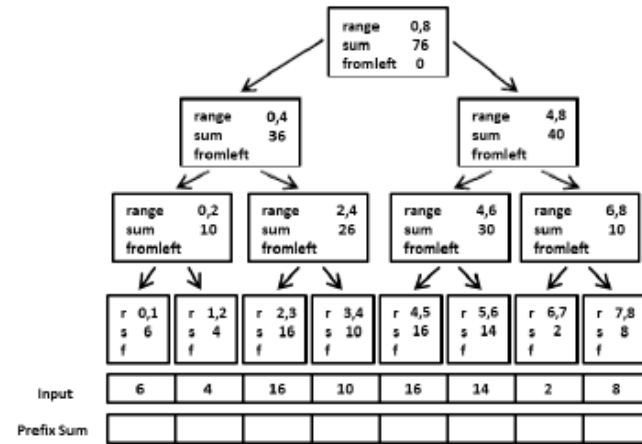 range 0,8
sum 76
fromleft 0
range 0,4
sum 36
fromleft
range 4,8
sum 40
fromleft
range 0,2
sum 10
fromleft
range 2,4
sum 26
fromleft
range 4,6
sum 30
fromleft
range 6,8
sum 10
fromleft
r 0,1
s 6
f
r 1,2
s 4
f
r 2,3
s 16
f
r 3,4
s 10
f
r 4,5
s 16
f
r 5,6
s 14
f
r 6,7
s 2
f
r 7,8
s 8
f
Input 6 4 16 10 16 14 2 8
Prefix Sum